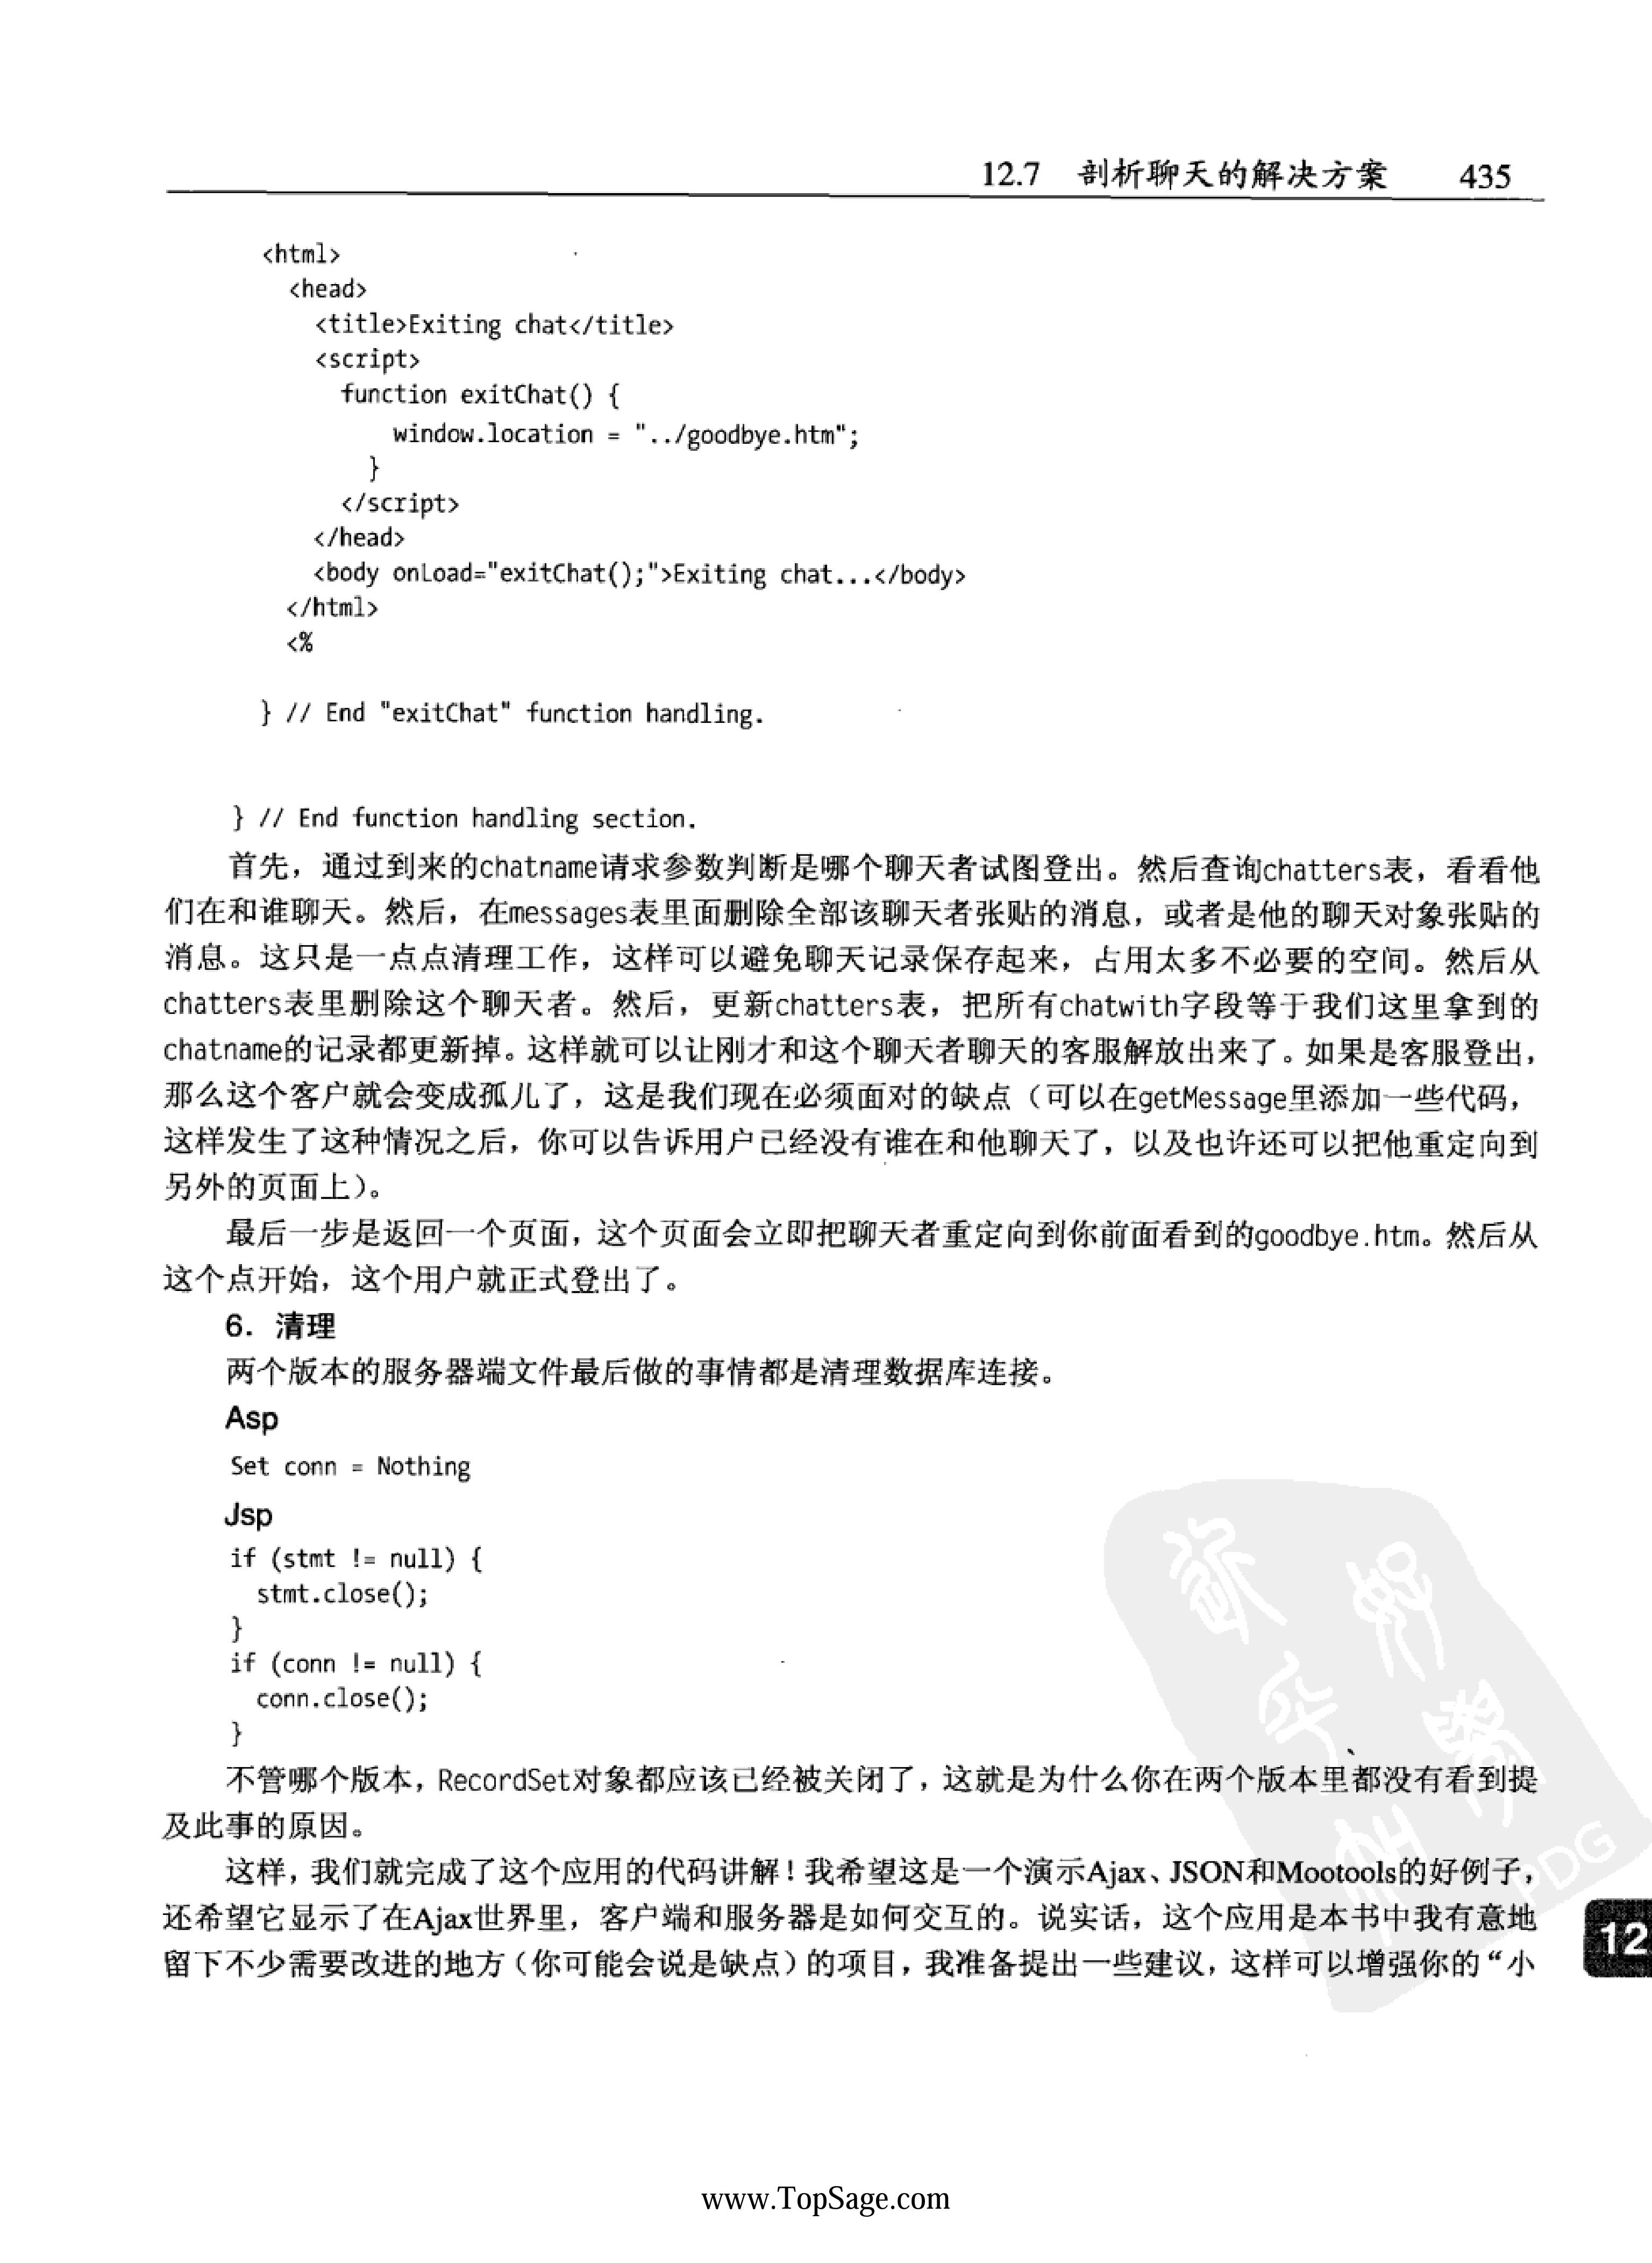 12.7 剖析聊天的解决方案 435
<html>
<head>
<title>Exiting chat</title>
<script>
function exitChat() {
window.location = "../goodbye.htm";
}
</script>
</head>
<body onLoad="exitChat();">Exiting chat...</body>
</html>
<%
} // End "exitChat" function handling.
} // End function handling section.
首先，通过到来的chatname请求参数判断是哪个聊天者试图登出。然后查询chatters表，看看他
们在和谁聊天。然后，在messages表里面删除全部该聊天者张贴的消息，或者是他的聊天对象张贴的
消息。这只是一点点清理工作，这样可以避免聊天记录保存起来，占用太多不必要的空间。然后从
chatters表里删除这个聊天者。然后，更新chatters表，把所有chatwith字段等于我们这里拿到的
chatname的记录都更新掉。这样就可以让刚才和这个聊天者聊天的客服解放出来了。如果是客服登出，
那么这个客户就会变成孤儿了，这是我们现在必须面对的缺点（可以在getMessage里添加一些代码，
这样发生了这种情况之后，你可以告诉用户已经没有谁在和他聊天了，以及也许还可以把他重定向到
另外的页面上）。
最后一步是返回一个页面，这个页面会立即把聊天者重定向到你前面看到的goodbye.htm。然后从
这个点开始，这个用户就正式登出了。
6. 清理
两个版本的服务器端文件最后做的事情都是清理数据库连接。
Asp
Set conn = Nothing
Jsp
if (stmt != null) {
stmt.close();
}
if (conn != null) {
conn.close();
}
不管哪个版本，RecordSet对象都应该已经被关闭了，这就是为什么你在两个版本里都没有看到提
及此事的原因。
这样，我们就完成了这个应用的代码讲解！我希望这是一个演示Ajax、JSON和Mootools的好例子，
还希望它显示了在Ajax世界里，客户端和服务器是如何交互的。说实话，这个应用是本书中我有意地
留下不少需要改进的地方（你可能会说是缺点）的项目，我准备提出一些建议，这样可以增强你的“小
PDG
12
www.TopSage.com